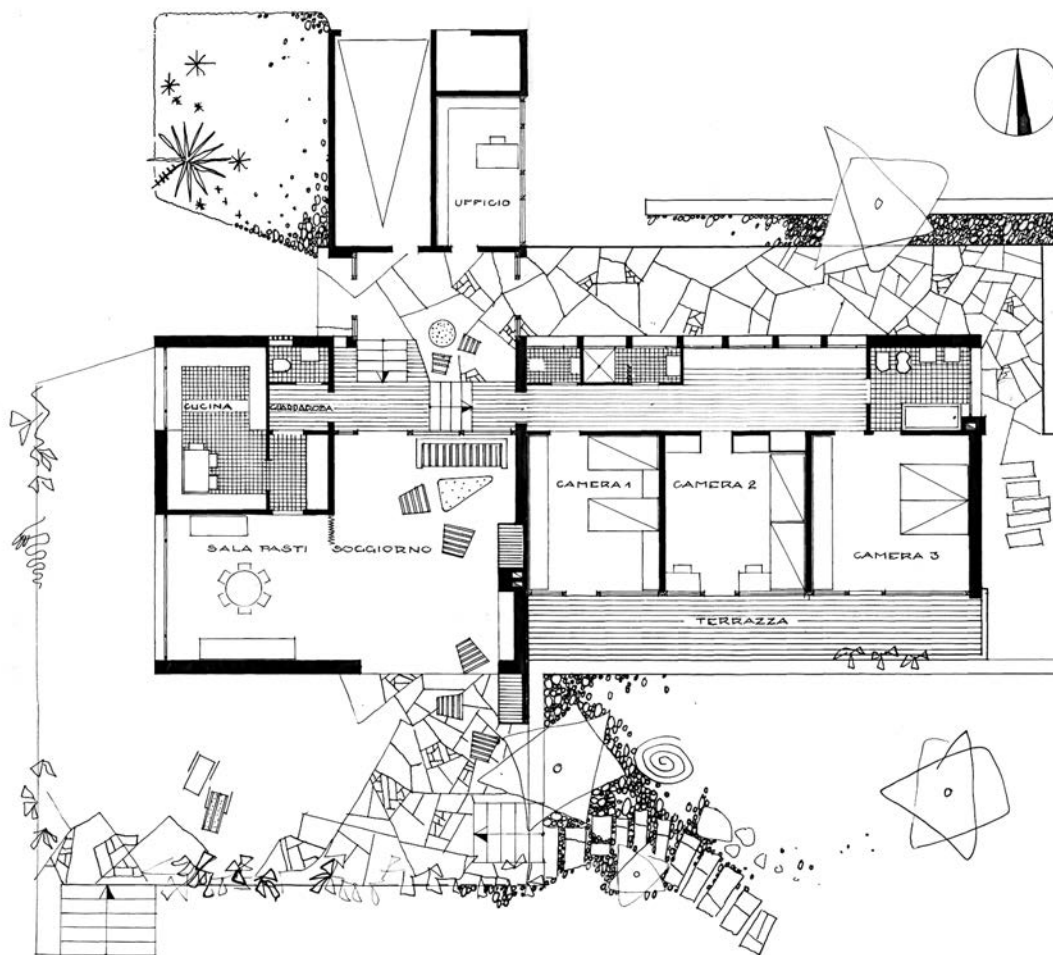 UFFICIO
CUCINA
GUARDAROBA
CAMERA 1
CAMERA 2
CAMERA 3
SALA PASTI
SOGGIORNO
TERRAZZA